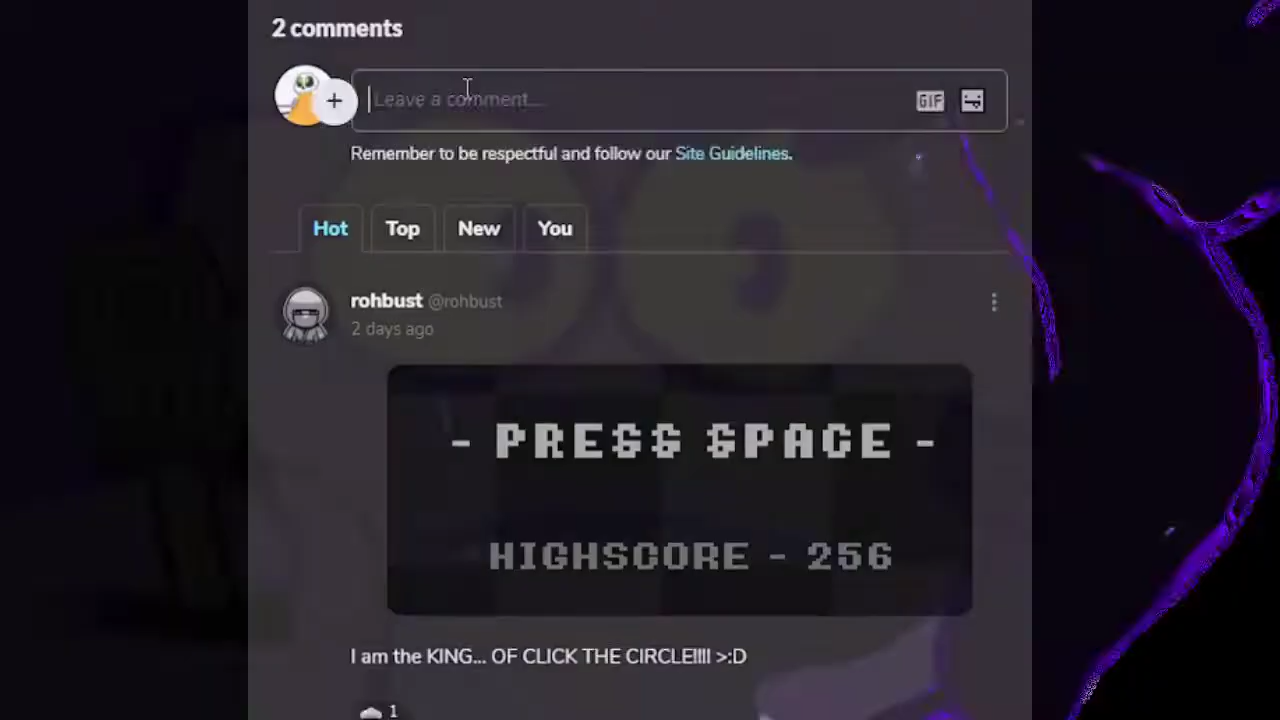 2 comments
Leave a comment...
GIF
Remember to be respectful and follow our Site Guidelines.
Hot Top New You
rohbust @rohbust
2 days ago
- PRESS SPACE -
HIGHSCORE - 256
I am the KING... OF CLICK THE CIRCLE!!!! >:D
1